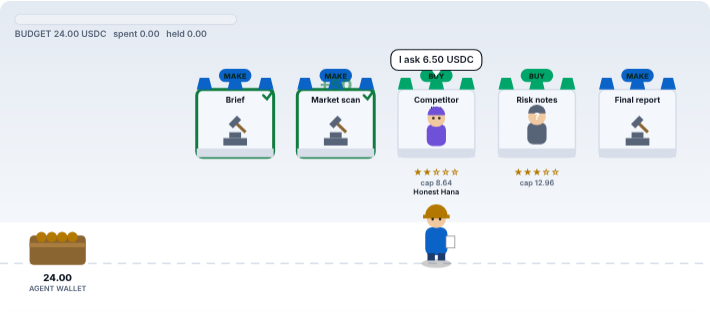 BUDGET 24.00 USDC spent 0.00 held 0.00
I ask 6.50 USDC
MAKE
MAKE
BUY
BUY
MAKE
Brief
Market scan
Competitor
Risk notes
Final report
★★☆☆☆
★★★☆☆
cap 8.64
cap 12.96
Honest Hana
24.00
AGENT WALLET